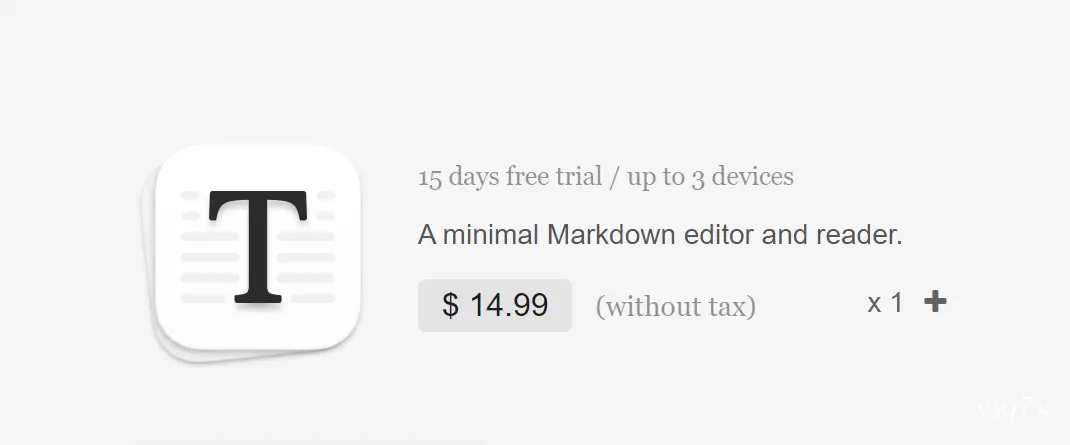 T
15 days free trial / up to 3 devices
A minimal Markdown editor and reader.
$ 14.99 (without tax) x 1 +